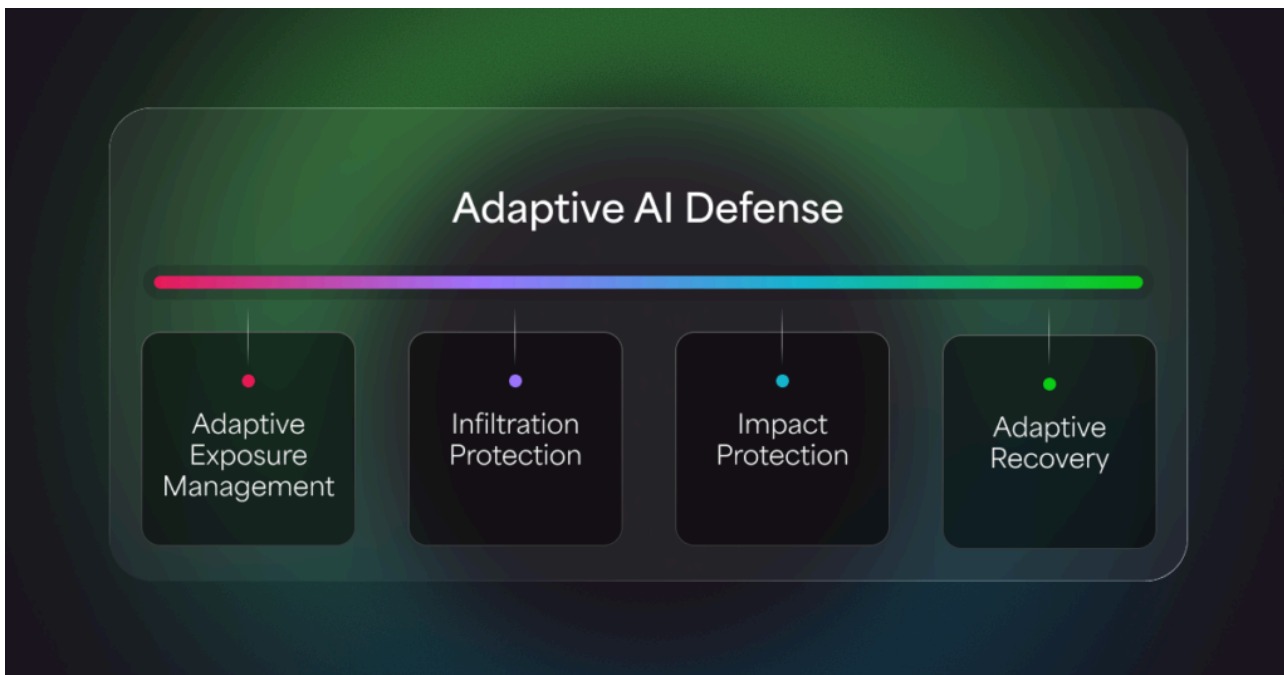 Adaptive AI Defense
Adaptive
Exposure
Management
Infiltration
Protection
Impact
Protection
Adaptive
Recovery